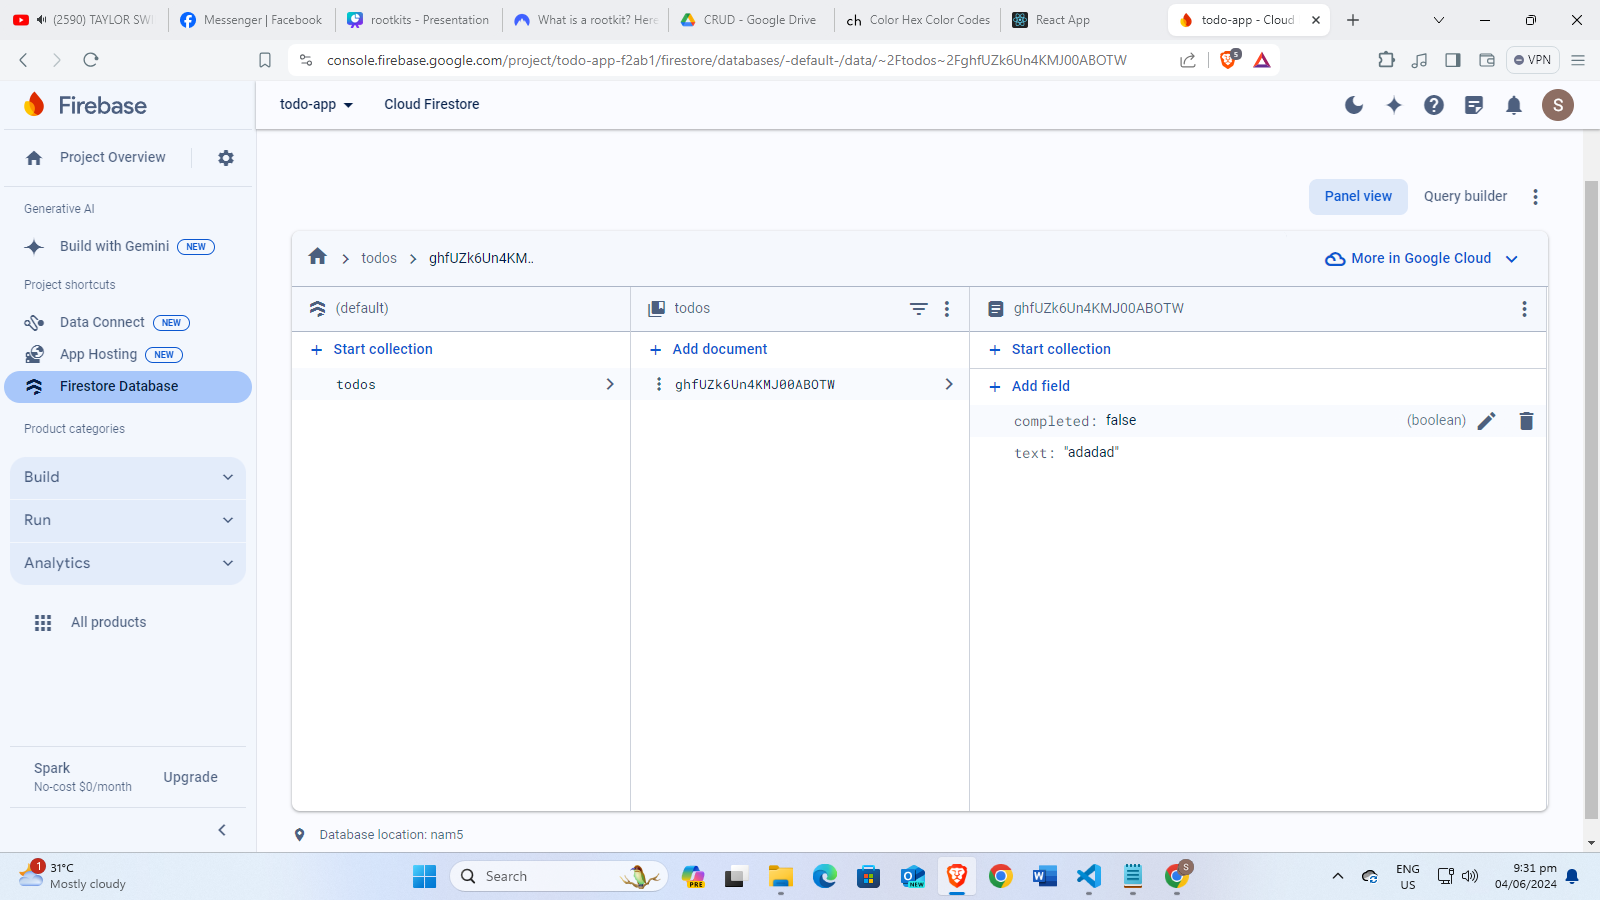 (2590) TAYLOR SWI
Messenger | Facebook
rootkits - Presentation
What is a rootkit? Here
CRUD - Google Drive
ch Color Hex Color Codes
React App
todo-app - Cloud
console.firebase.google.com/project/todo-app-f2ab1/firestore/databases/-default-/data/~2Ftodos~2FghfUZk6Un4KMJ00ABOTW
5
VPN
Firebase
todo-app
Cloud Firestore
S
Project Overview
Generative AI
Build with Gemini NEW
Project shortcuts
Data Connect NEW
App Hosting NEW
Firestore Database
Product categories
Build
Run
Analytics
All products
Spark
No-cost $0/month
Upgrade
Panel view
Query builder
todos
ghfUZk6Un4KM..
More in Google Cloud
(default)
todos
ghfUZk6Un4KMJ00ABOTW
Start collection
Add document
Start collection
todos
ghfUZk6Un4KMJ00ABOTW
Add field
completed: false
(boolean)
text: "adadad"
Database location: nam5
1
31°C
Mostly cloudy
Search
PRE
NEW
S
ENG
US
9:31 pm
04/06/2024